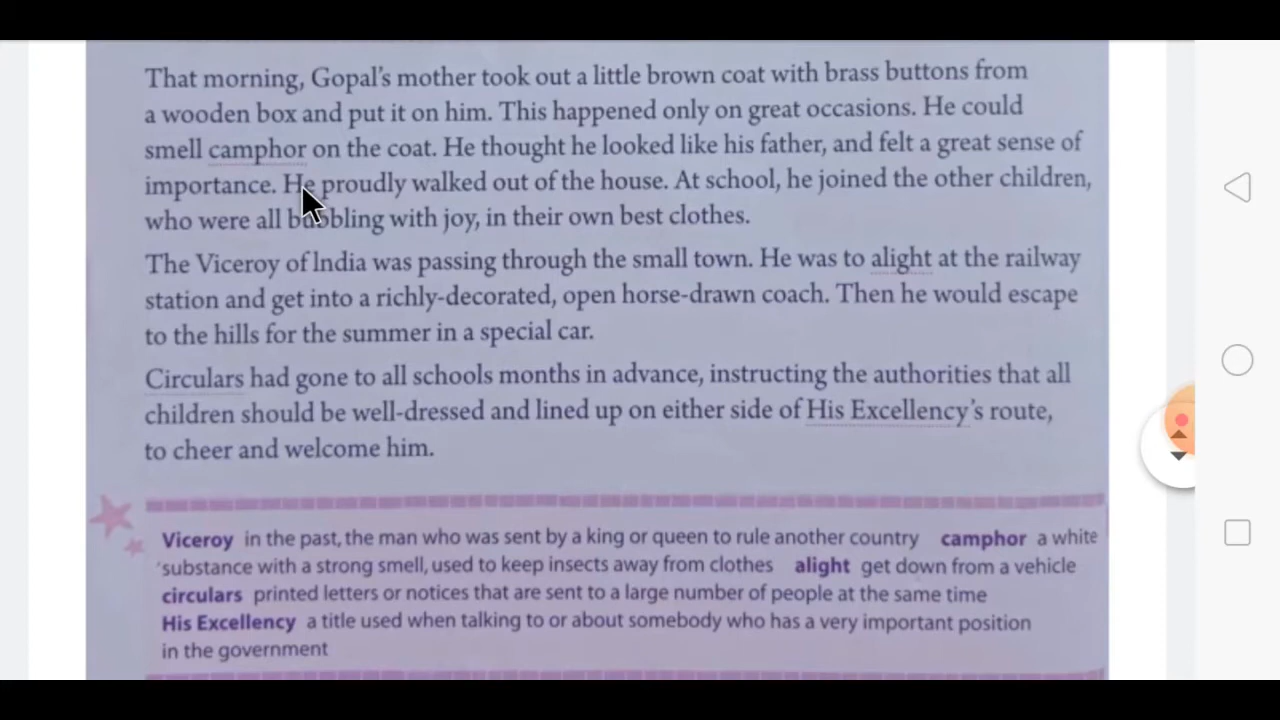 That morning, Gopal's mother took out a little brown coat with brass buttons from
a wooden box and put it on him. This happened only on great occasions. He could
smell camphor on the coat. He thought he looked like his father, and felt a great sense of
importance. He proudly walked out of the house. At school, he joined the other children,
who were all bubbling with joy, in their own best clothes.
The Viceroy of India was passing through the small town. He was to alight at the railway
station and get into a richly-decorated, open horse-drawn coach. Then he would escape
to the hills for the summer in a special car.
Circulars had gone to all schools months in advance, instructing the authorities that all
children should be well-dressed and lined up on either side of His Excellency's route,
to cheer and welcome him.
Viceroy in the past, the man who was sent by a king or queen to rule another country camphor a white
substance with a strong smell, used to keep insects away from clothes alight get down from a vehicle
circulars printed letters or notices that are sent to a large number of people at the same time
His Excellency a title used when talking to or about somebody who has a very important position
in the government